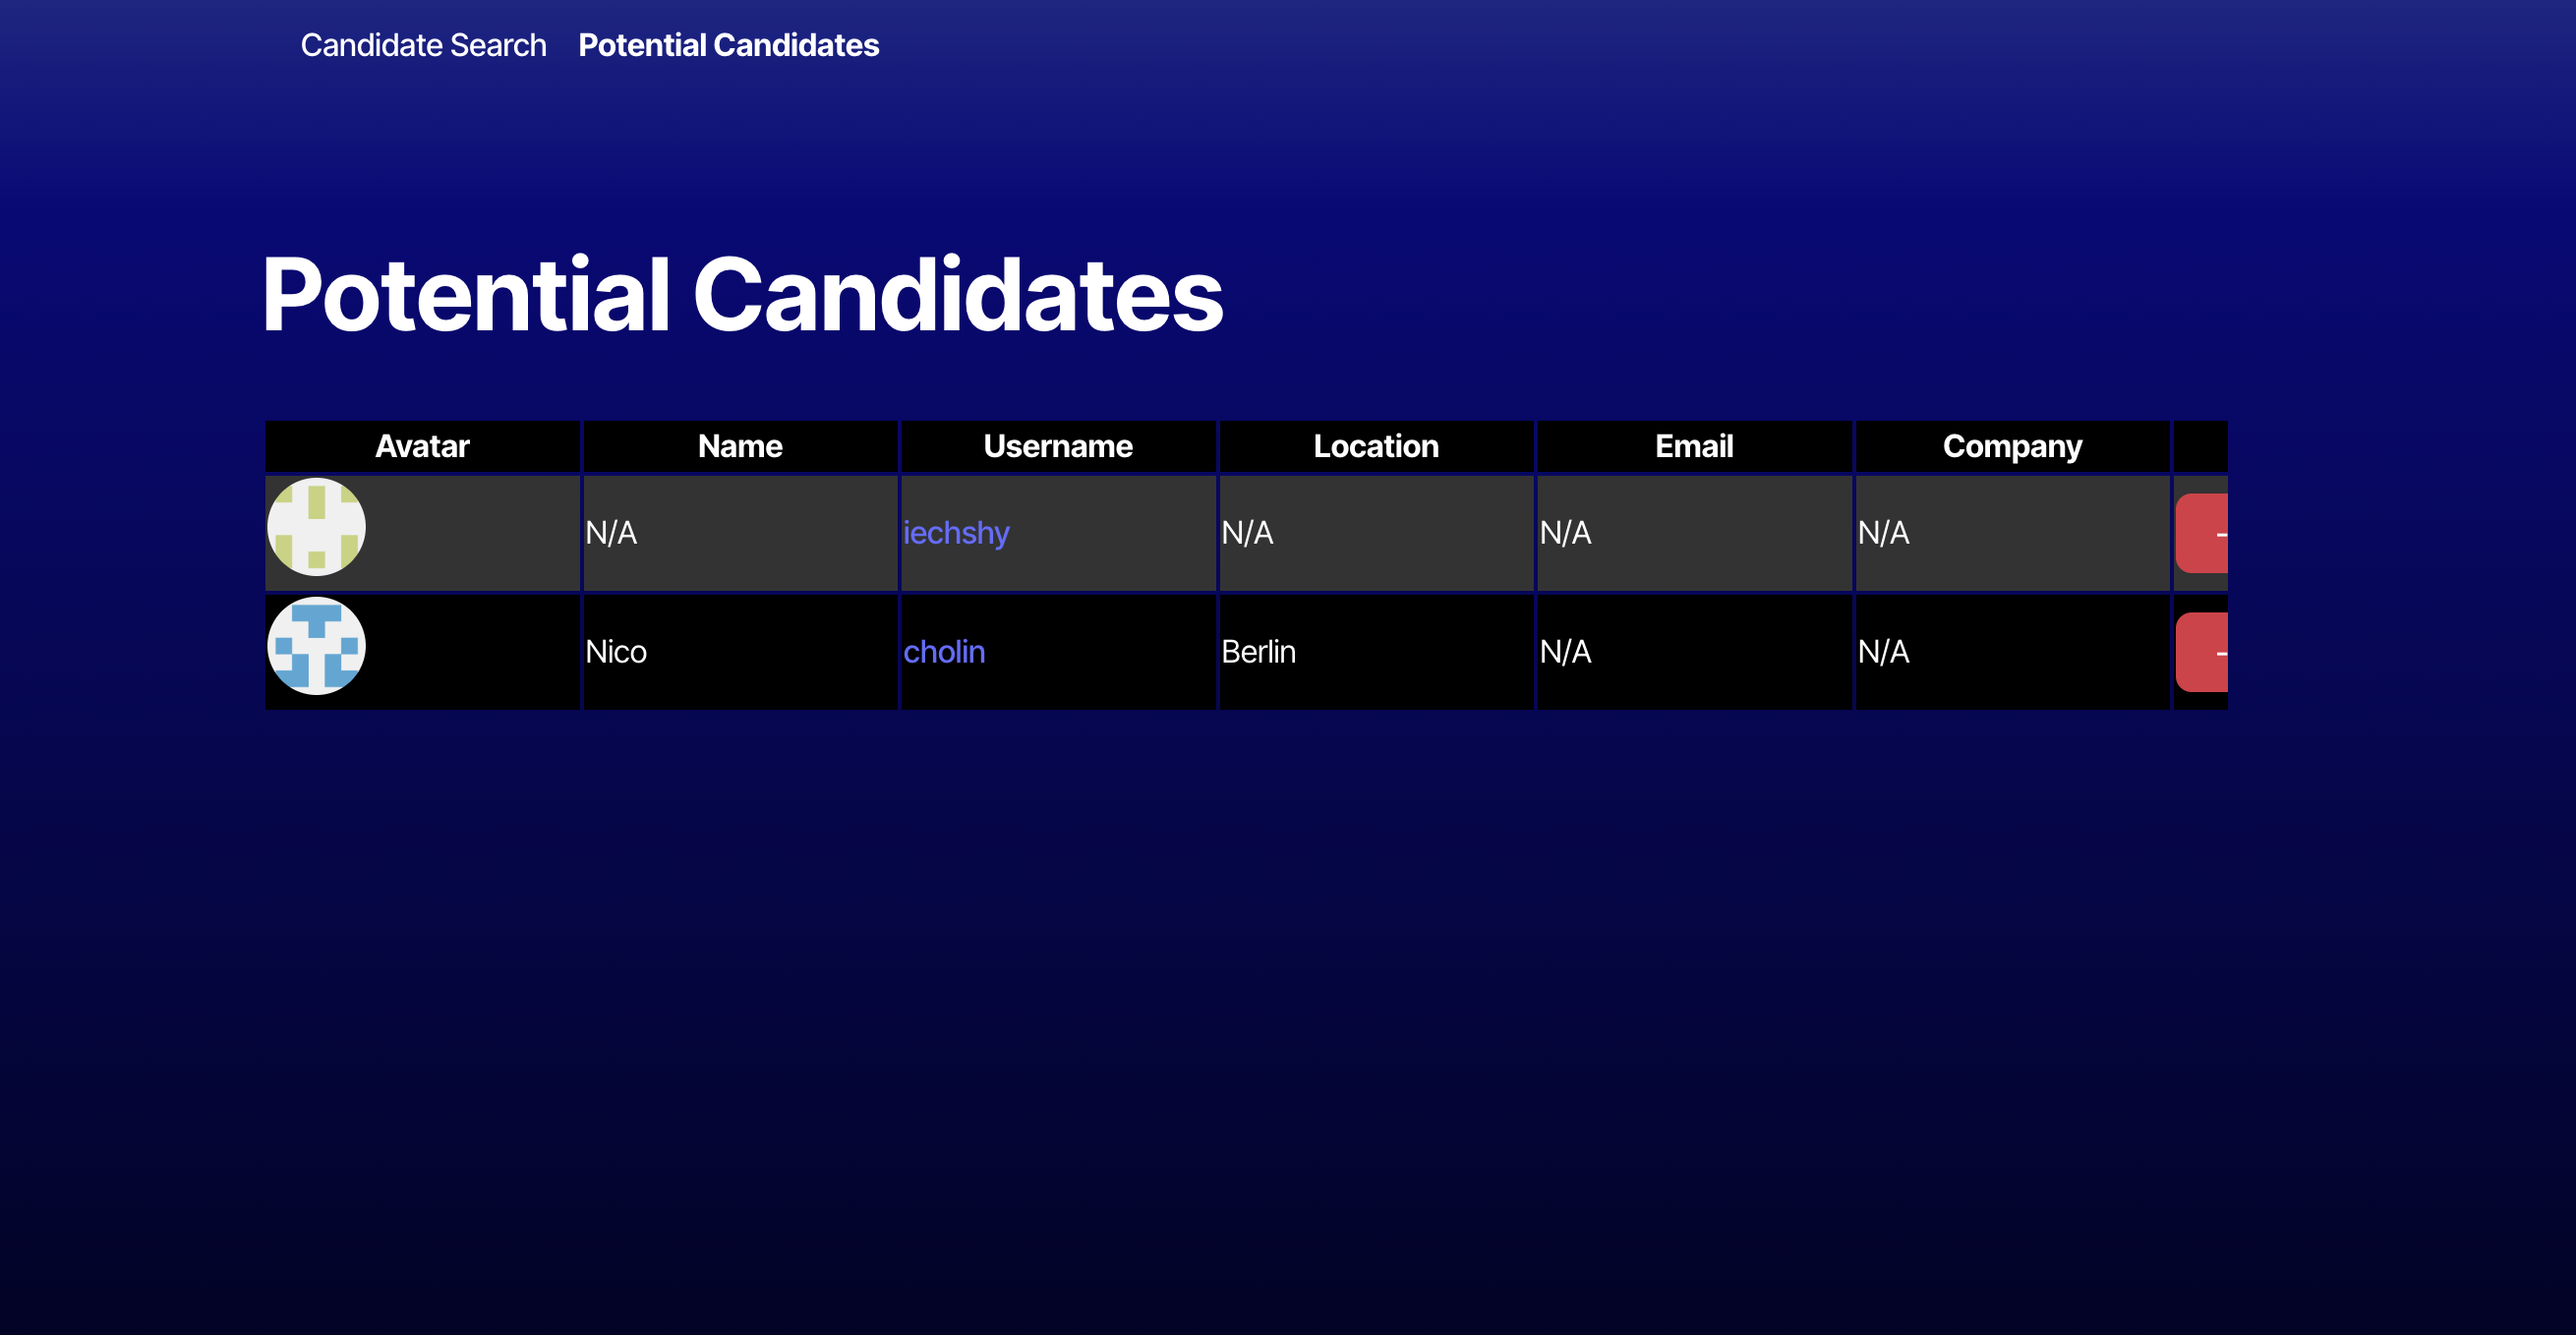 Candidate Search Potential Candidates
Potential Candidates
Avatar Name Username Location Email Company
N/A iechshy N/A N/A N/A -
Nico cholin Berlin N/A N/A -